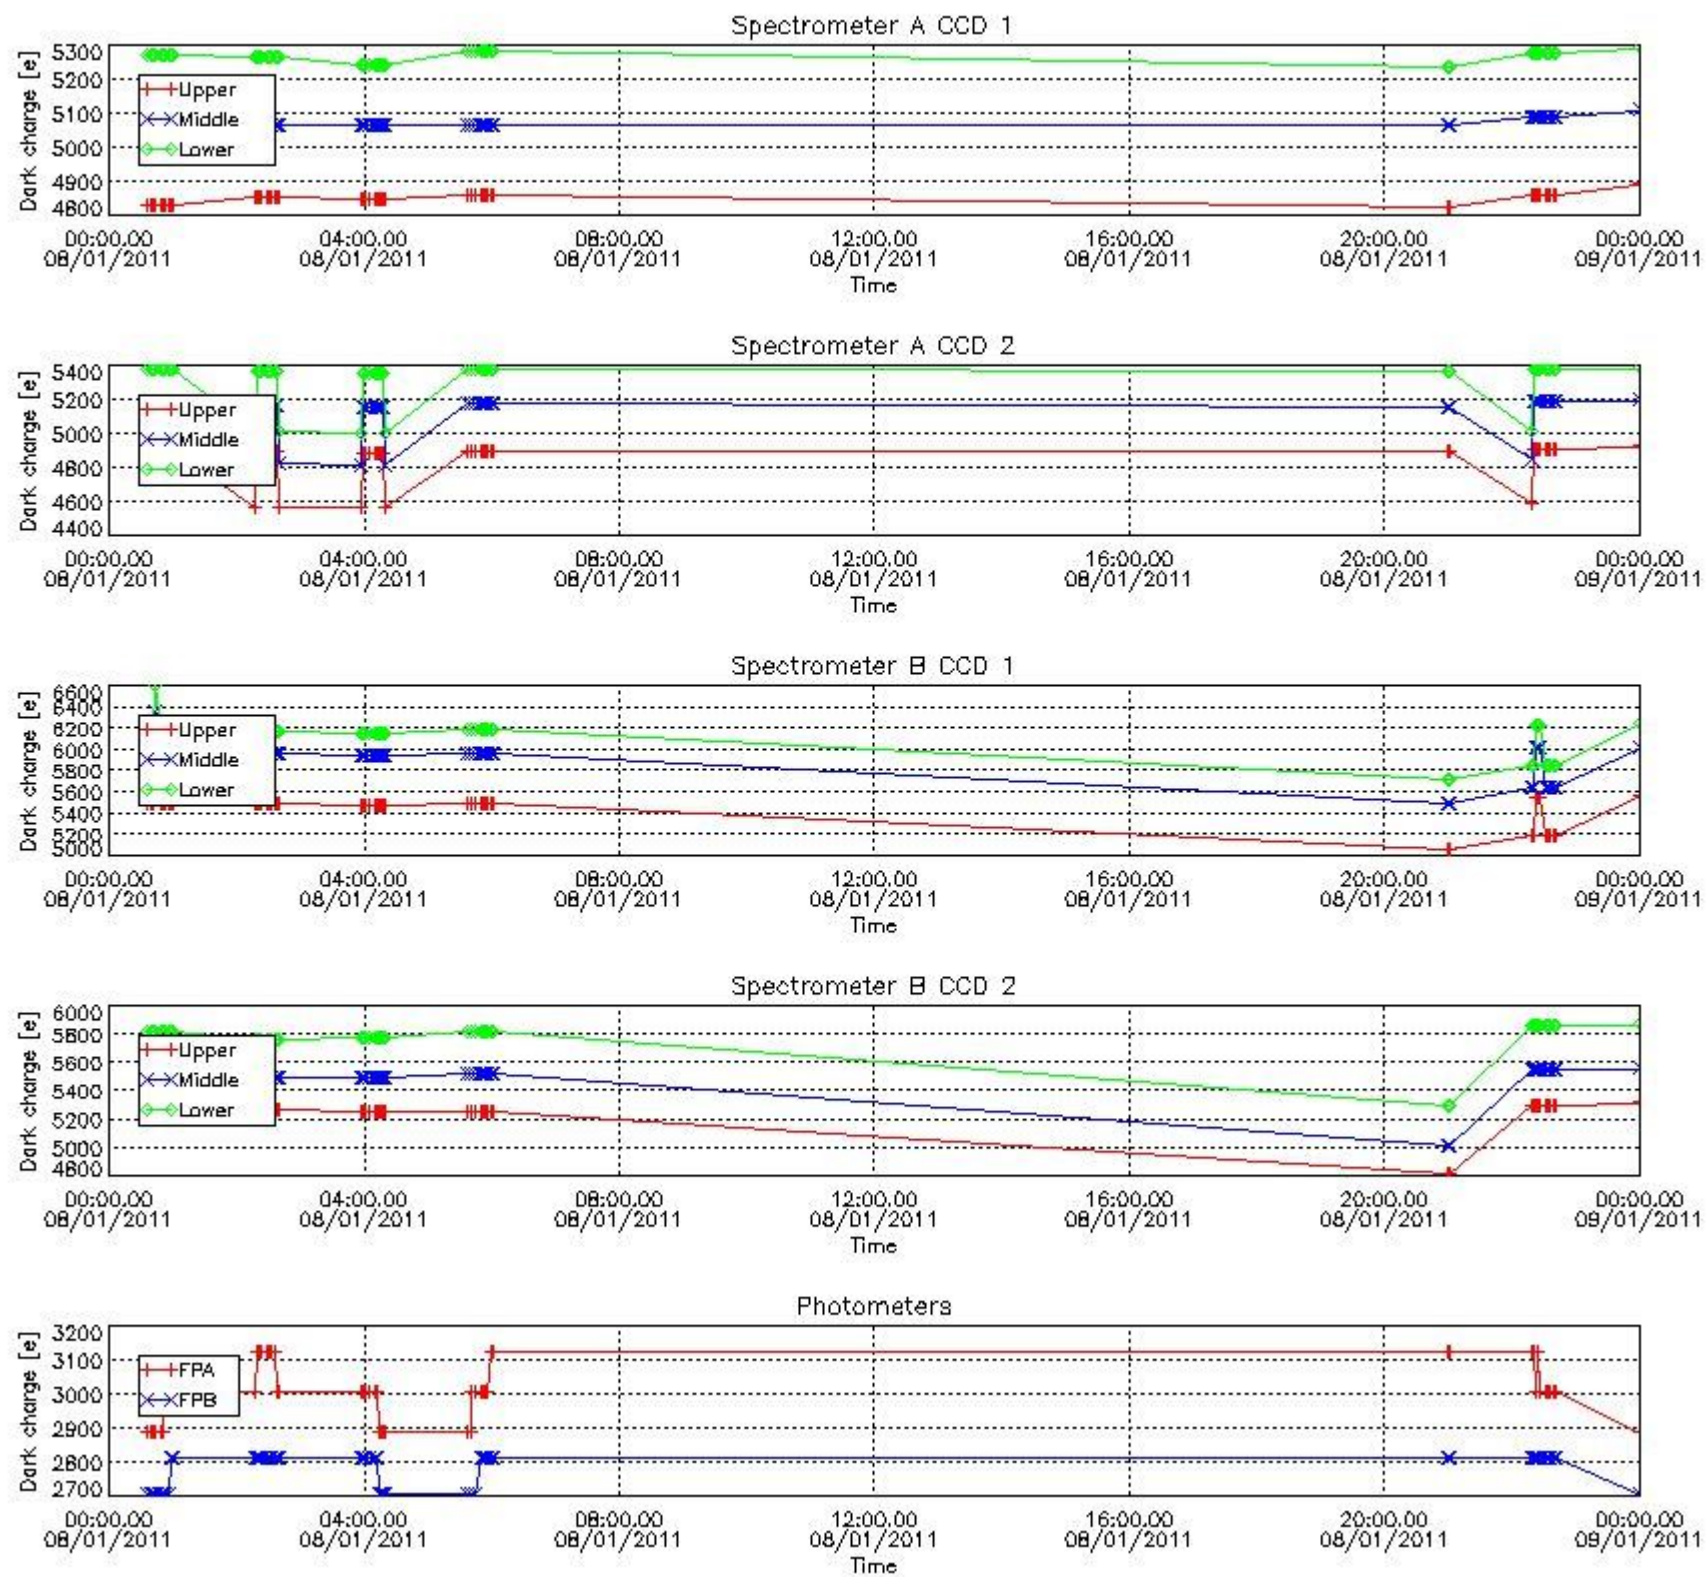 Spectrometer A CCD 1
Dark charge [e]
5300
5200
5100
5000
4900
4800
Upper
Middle
Lower
00:00.00 04:00.00 08:00.00 12:00.00 16:00.00 20:00.00 00:00.00
08/01/2011 08/01/2011 08/01/2011 08/01/2011 08/01/2011 08/01/2011 09/01/2011
Time
Spectrometer A CCD 2
Dark charge [e]
5400
5200
5000
4800
4600
4400
Upper
Middle
Lower
00:00.00 04:00.00 08:00.00 12:00.00 16:00.00 20:00.00 00:00.00
08/01/2011 08/01/2011 08/01/2011 08/01/2011 08/01/2011 08/01/2011 09/01/2011
Time
Spectrometer B CCD 1
Dark charge [e]
6600
6400
6200
6000
5800
5600
5400
5200
5000
Upper
Middle
Lower
00:00.00 04:00.00 08:00.00 12:00.00 16:00.00 20:00.00 00:00.00
08/01/2011 08/01/2011 08/01/2011 08/01/2011 08/01/2011 08/01/2011 09/01/2011
Time
Spectrometer B CCD 2
Dark charge [e]
6000
5800
5600
5400
5200
5000
4800
Upper
Middle
Lower
00:00.00 04:00.00 08:00.00 12:00.00 16:00.00 20:00.00 00:00.00
08/01/2011 08/01/2011 08/01/2011 08/01/2011 08/01/2011 08/01/2011 09/01/2011
Time
Photometers
Dark charge [e]
3200
3100
3000
2900
2800
2700
FPA
FPB
00:00.00 04:00.00 08:00.00 12:00.00 16:00.00 20:00.00 00:00.00
08/01/2011 08/01/2011 08/01/2011 08/01/2011 08/01/2011 08/01/2011 09/01/2011
Time